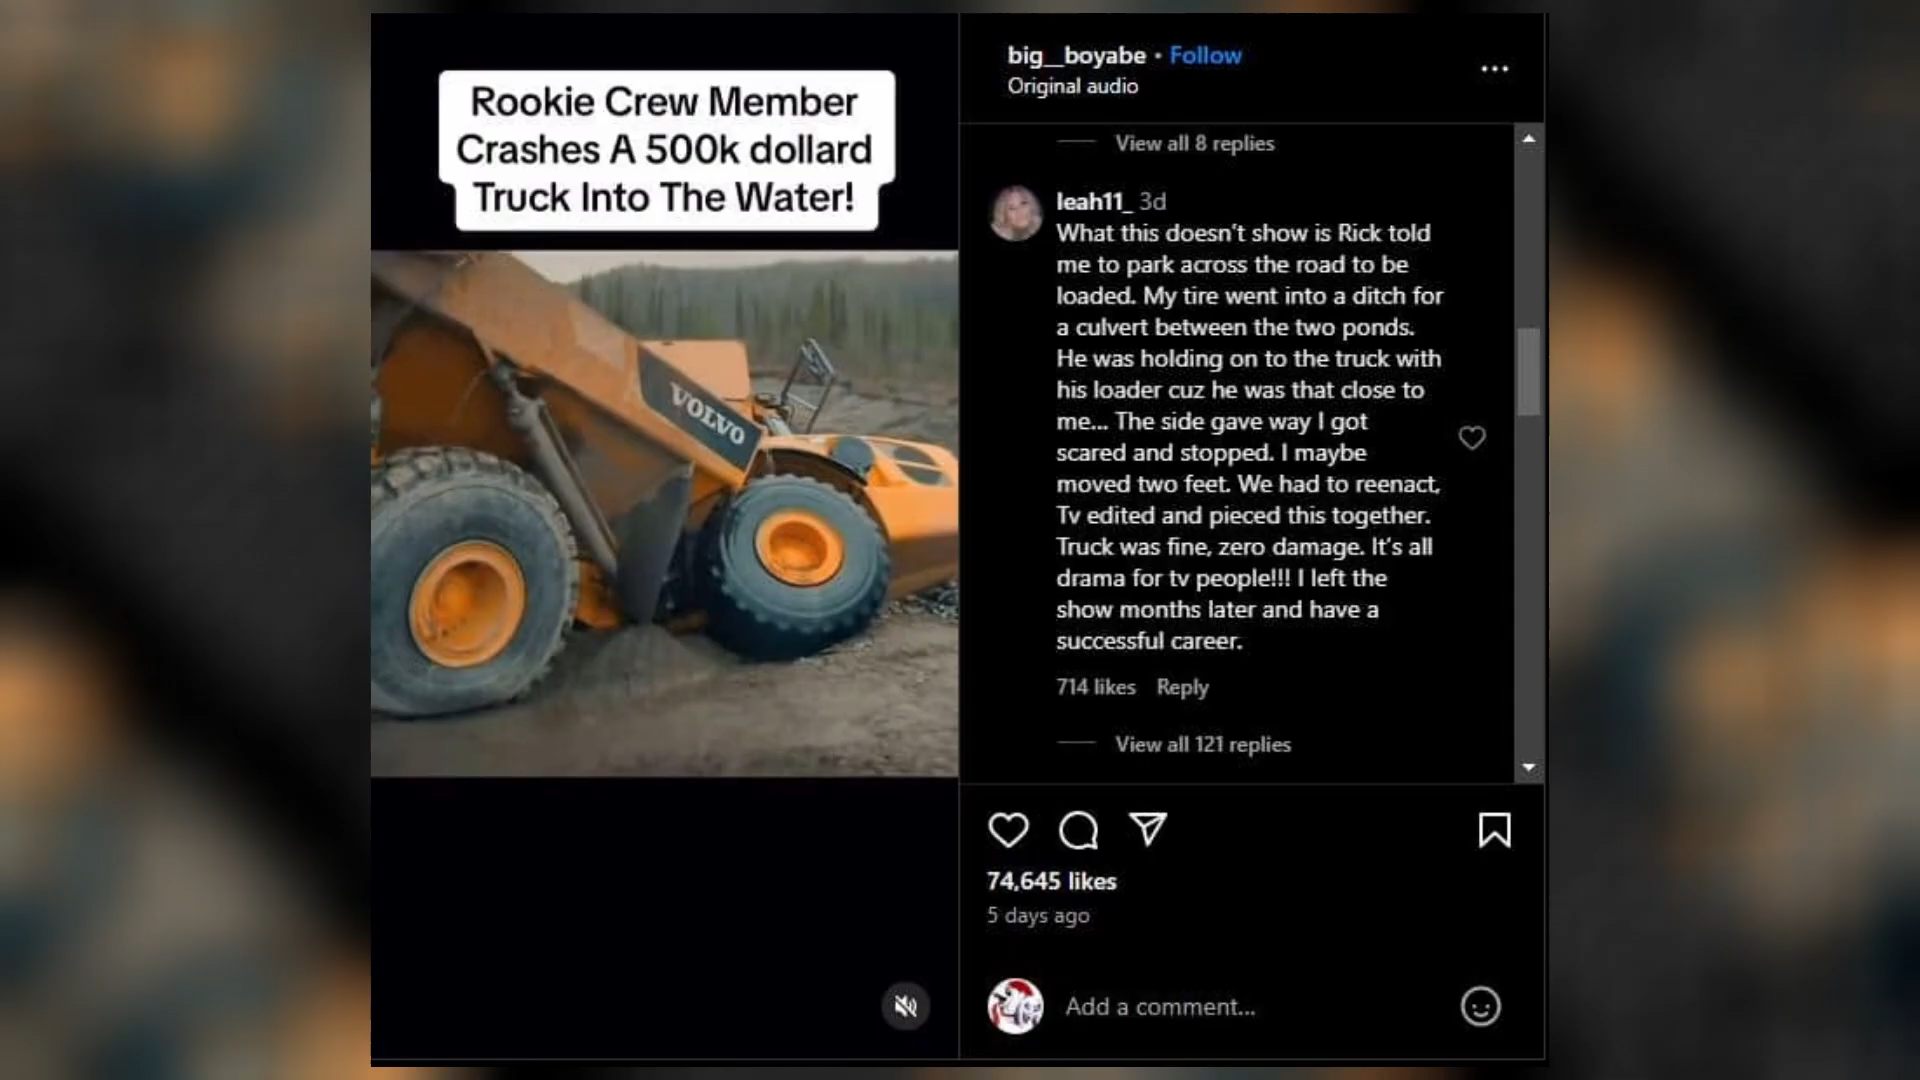 Rookie Crew Member
Crashes A 500k dollard
Truck Into The Water!
VOLVO
big__boyabe • Follow
Original audio
View all 8 replies
leah11_ 3d
What this doesn't show is Rick told
me to park across the road to be
loaded. My tire went into a ditch for
a culvert between the two ponds.
He was holding on to the truck with
his loader cuz he was that close to
me... The side gave way I got
scared and stopped. I maybe
moved two feet. We had to reenact,
Tv edited and pieced this together.
Truck was fine, zero damage. It's all
drama for tv people!!! I left the
show months later and have a
successful career.
714 likes Reply
View all 121 replies
74,645 likes
5 days ago
Add a comment...